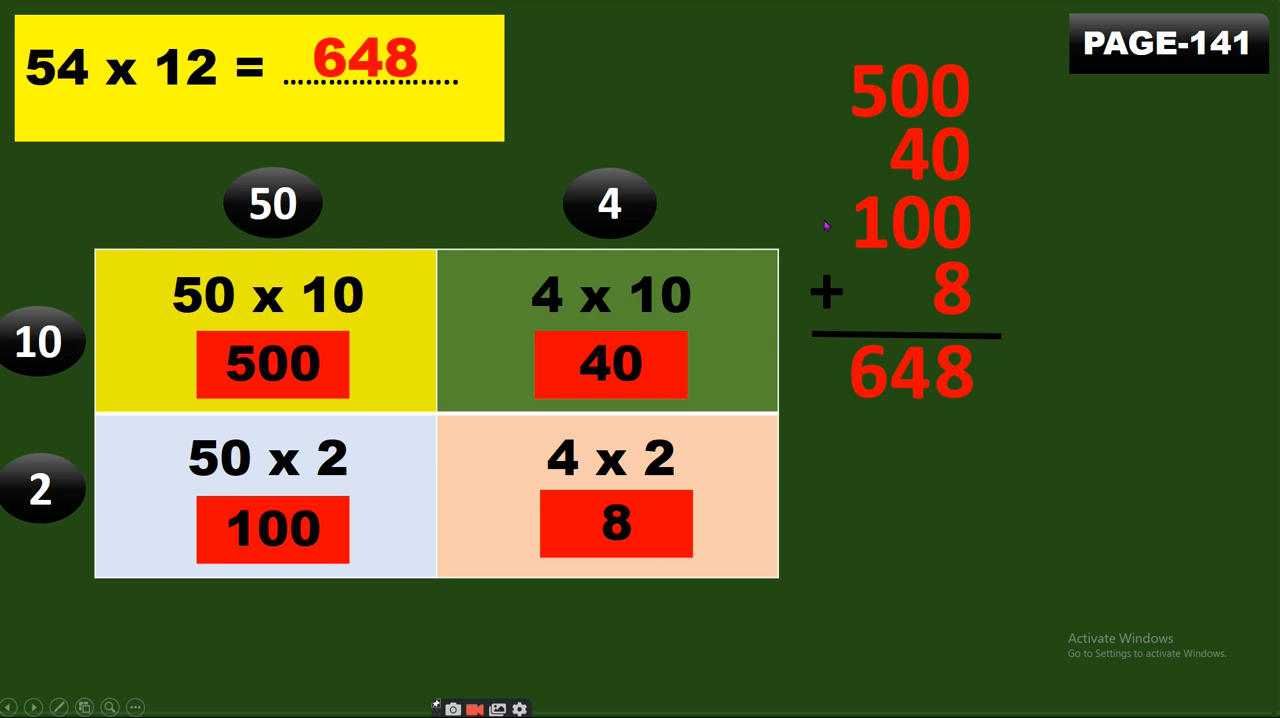 54 x 12 = 648
PAGE-141
500
40
100
+ 8
648
50
4
10
50 x 10
500
4 x 10
40
2
50 x 2
100
4 x 2
8
Activate Windows
Go to Settings to activate Windows.